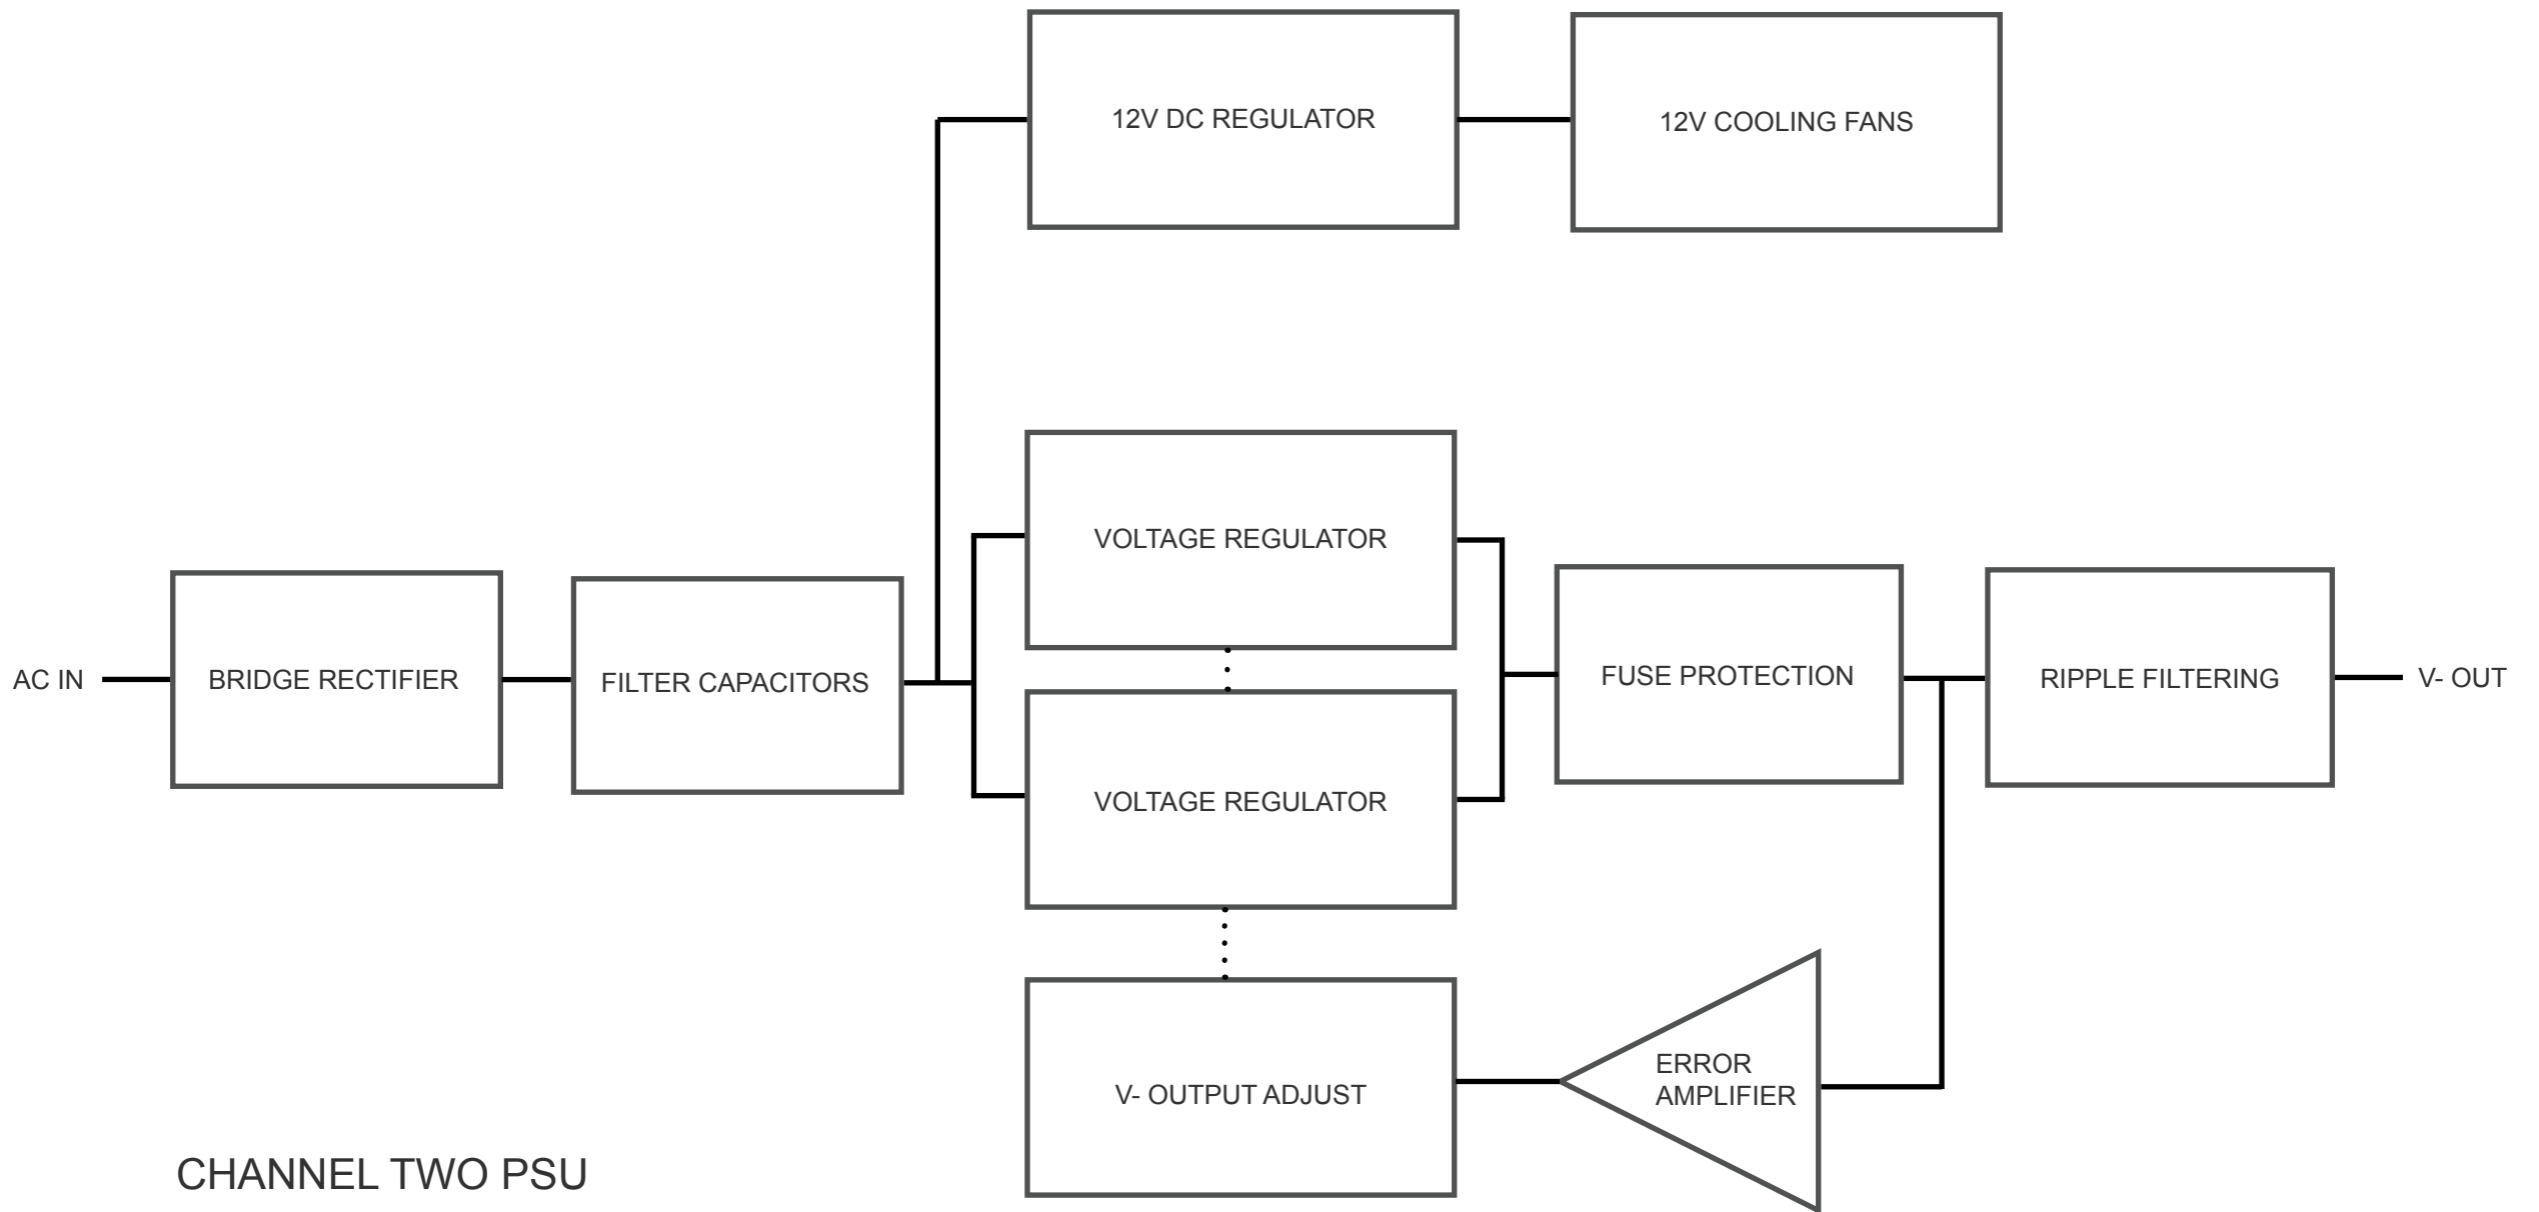 12V DC REGULATOR
12V COOLING FANS
VOLTAGE REGULATOR
AC IN
BRIDGE RECTIFIER
FILTER CAPACITORS
FUSE PROTECTION
RIPPLE FILTERING
V- OUT
VOLTAGE REGULATOR
ERROR
AMPLIFIER
V- OUTPUT ADJUST
CHANNEL TWO PSU